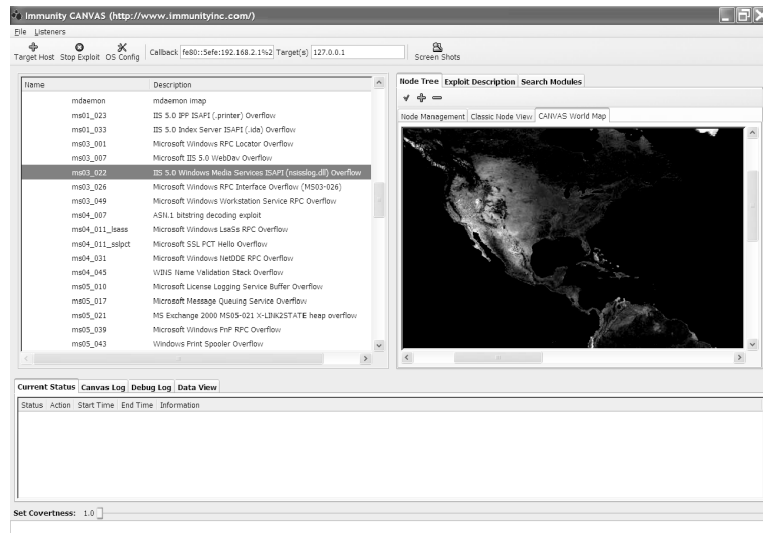 Immunity CANVAS (http://www.immunityinc.com/)
File Listeners
Target Host Stop Exploit OS Config Callback fe80::5efe:192.168.2.1%2 Target(s) 127.0.0.1 Screen Shots
Name Description
mdaemon mdaemon imap
ms01_023 IIS 5.0 IPP ISAPI (.printer) Overflow
ms01_033 IIS 5.0 Index Server ISAPI (.ida) Overflow
ms03_001 Microsoft Windows RPC Locator Overflow
ms03_007 Microsoft IIS 5.0 WebDav Overflow
ms03_022 IIS 5.0 Windows Media Services ISAPI (nsisslog.dll) Overflow
ms03_026 Microsoft Windows RPC Interface Overflow (MS03-026)
ms03_049 Microsoft Windows Workstation Service RPC Overflow
ms04_007 ASN.1 bitstring decoding exploit
ms04_011_lsass Microsoft Windows LsaSs RPC Overflow
ms04_011_sslpct Microsoft SSL PCT Hello Overflow
ms04_031 Microsoft Windows NetDDE RPC Overflow
ms04_045 WINS Name Validation Stack Overflow
ms05_010 Microsoft License Logging Service Buffer Overflow
ms05_017 Microsoft Message Queuing Service Overflow
ms05_021 MS Exchange 2000 MS05-021 X-LINK2STATE heap overflow
ms05_039 Microsoft Windows PnP RPC Overflow
ms05_043 Windows Print Spooler Overflow
Node Tree Exploit Description Search Modules
Node Management Classic Node View CANVAS World Map
Current Status Canvas Log Debug Log Data View
Status Action Start Time End Time Information
Set Covertness: 1.0